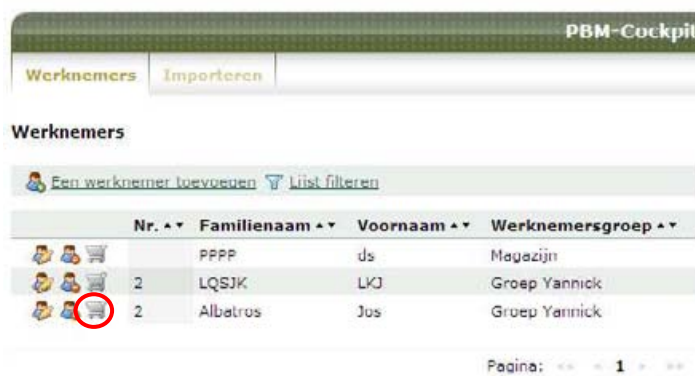 PBM-Cockpit
Werknemers Importeren
Werknemers
Een werknemer toevoegen Lijst filteren
Nr. Familienaam Voornaam Werknemersgroep
PPPP ds Magazijn
2 LQSJK LKJ Groep Yannick
2 Albatros Jos Groep Yannick
Pagina: << < 1 > >>